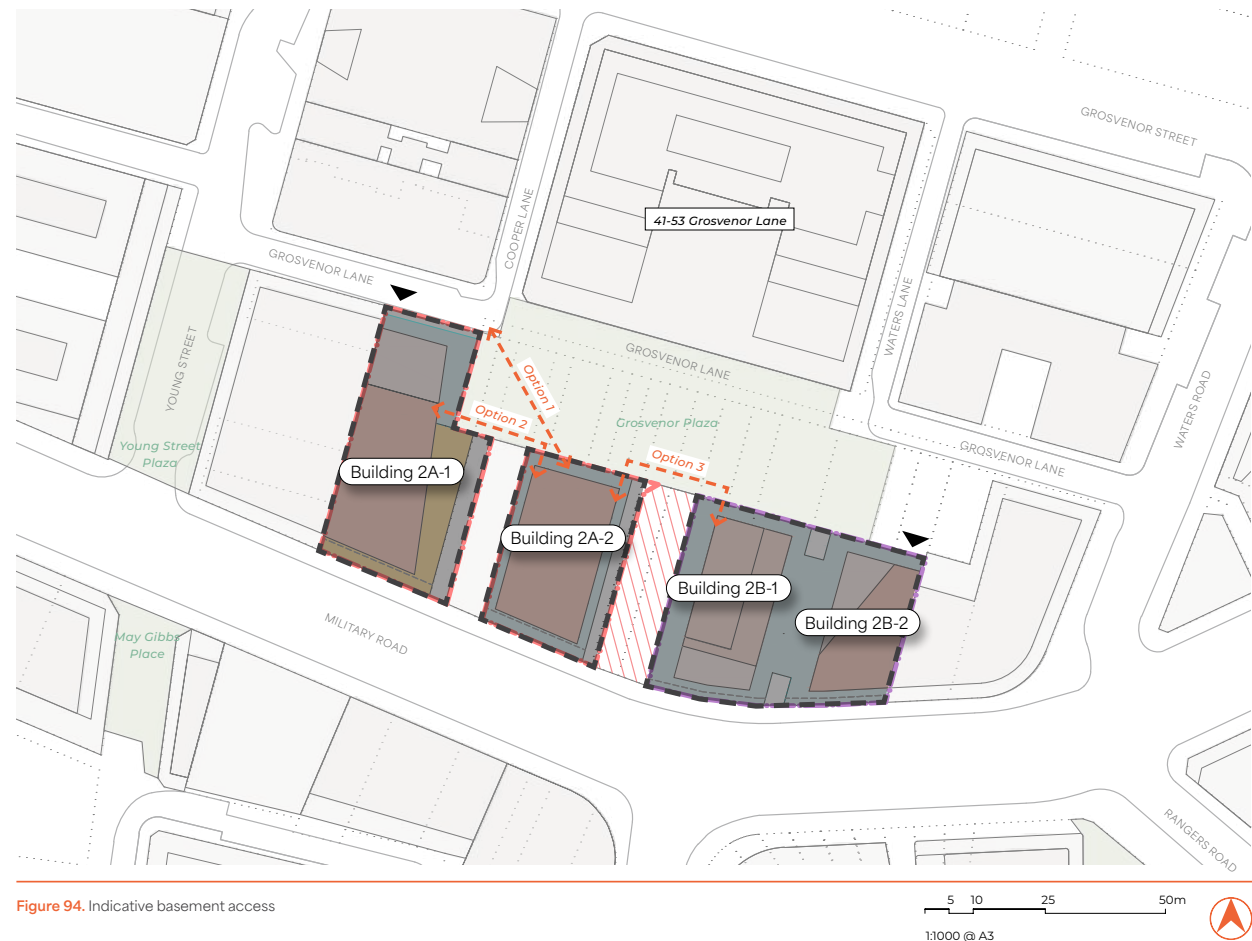 GROSVENOR STREET
COOPER LANE
41-53 Grosvenor Lane
GROSVENOR LANE
WATERS LANE
GROSVENOR LANE
YOUNG STREET
Option 1
WATERS ROAD
Option 2
Grosvenor Plaza
Young Street
Plaza
Option 3
GROSVENOR LANE
Building 2A-1
Building 2A-2
Building 2B-1
Building 2B-2
MILITARY ROAD
May Gibbs
Place
RANGERS ROAD
Figure 94. Indicative basement access
5 10 25 50m
1:1000 @ A3